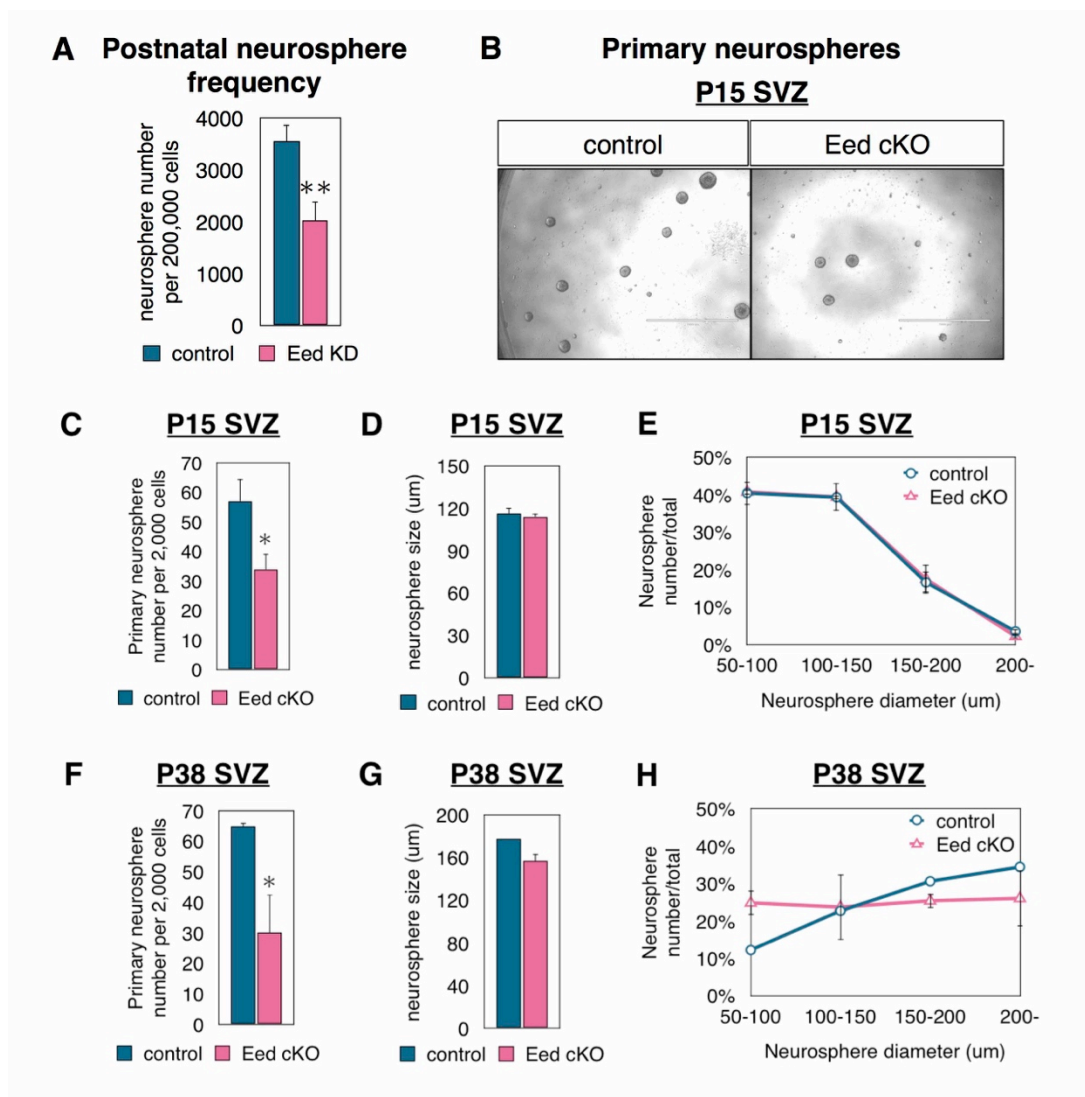 A
Postnatal neurosphere
frequency
neurosphere number
per 200,000 cells
4000
3000
2000
1000
0
**
control
Eed KD
B
Primary neurospheres
P15 SVZ
control
Eed cKO
C
P15 SVZ
Primary neurosphere
number per 2,000 cells
70
60
50
40
30
20
10
0
*
control
Eed cKO
D
P15 SVZ
neurosphere size (um)
150
120
90
60
30
0
control
Eed cKO
E
P15 SVZ
Neurosphere
number/total
50%
40%
30%
20%
10%
0%
control
Eed cKO
50-100 100-150 150-200 200-
Neurosphere diameter (um)
F
P38 SVZ
Primary neurosphere
number per 2,000 cells
70
60
50
40
30
20
10
0
*
control
Eed cKO
G
P38 SVZ
neurosphere size (um)
200
160
120
80
40
0
control
Eed cKO
H
P38 SVZ
Neurosphere
number/total
50%
40%
30%
20%
10%
0%
control
Eed cKO
50-100 100-150 150-200 200-
Neurosphere diameter (um)